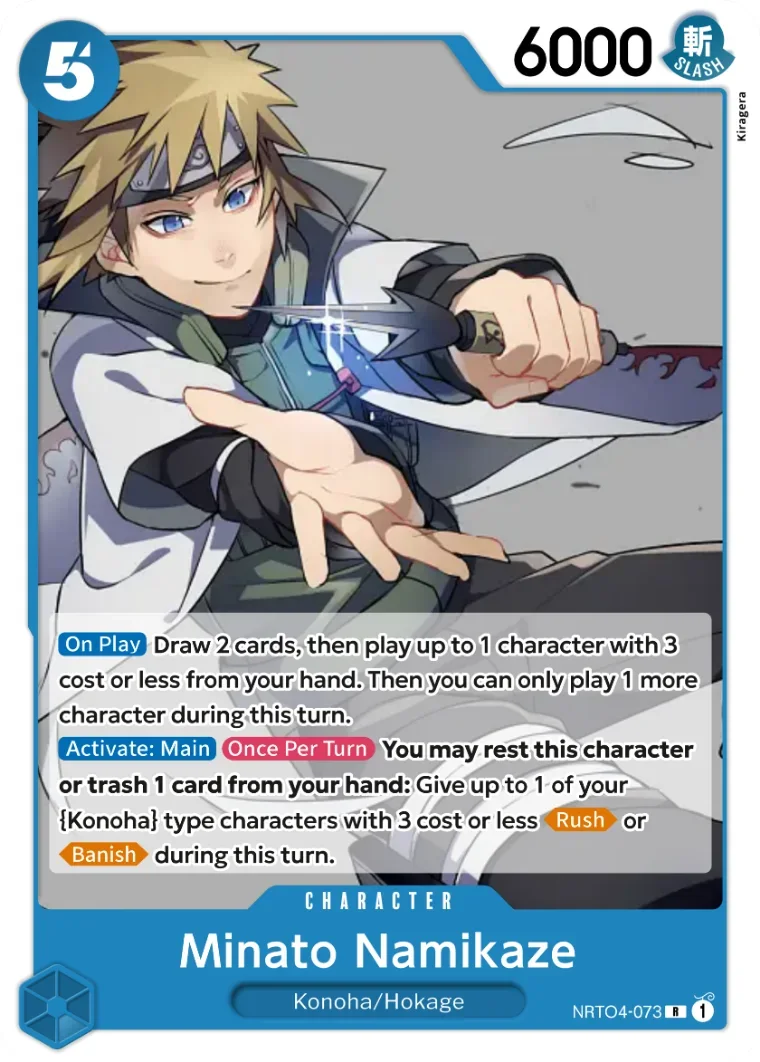 5
6000
斬
SLASH
Kiragera
On Play Draw 2 cards, then play up to 1 character with 3
cost or less from your hand. Then you can only play 1 more
character during this turn.
Activate: Main Once Per Turn You may rest this character
or trash 1 card from your hand: Give up to 1 of your
{Konoha} type characters with 3 cost or less Rush or
Banish during this turn.
CHARACTER
Minato Namikaze
Konoha/Hokage
NRTO4-073 R 1